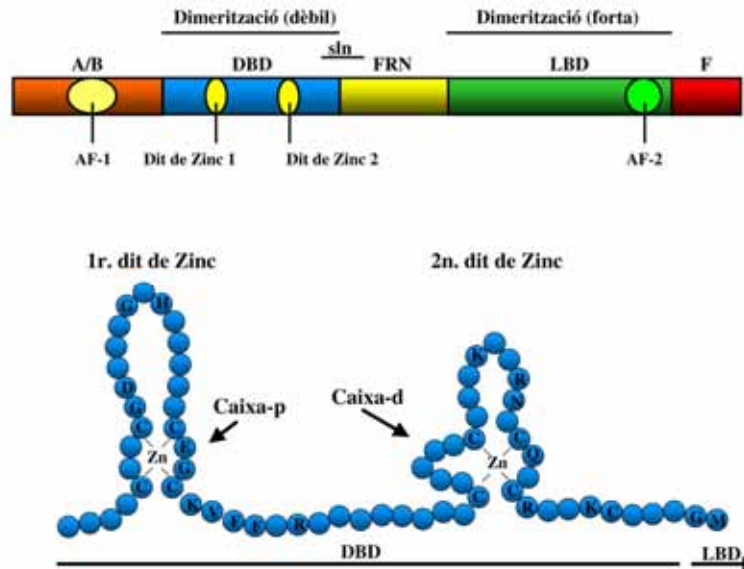 Dimerització (dèbil)
Dimerització (forta)
sln
A/B
DBD
FRN
LBD
F
AF-1
Dit de Zinc 1
Dit de Zinc 2
AF-2
1r. dit de Zinc
2n. dit de Zinc
G H
D
G
C
C
C
E
G
C
Zn
K V F F R
Caixa-p
Caixa-d
K
R
N
C
C
Q
C
C
Zn
R K C G M
DBD
LBD